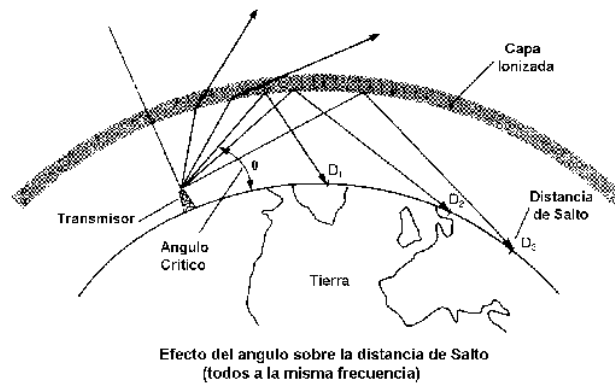 Capa
Ionizada
θ
D1
Transmisor
Angulo
Critico
D2
Distancia
de Salto
D3
Tierra
Efecto del angulo sobre la distancia de Salto
(todos a la misma frecuencia)